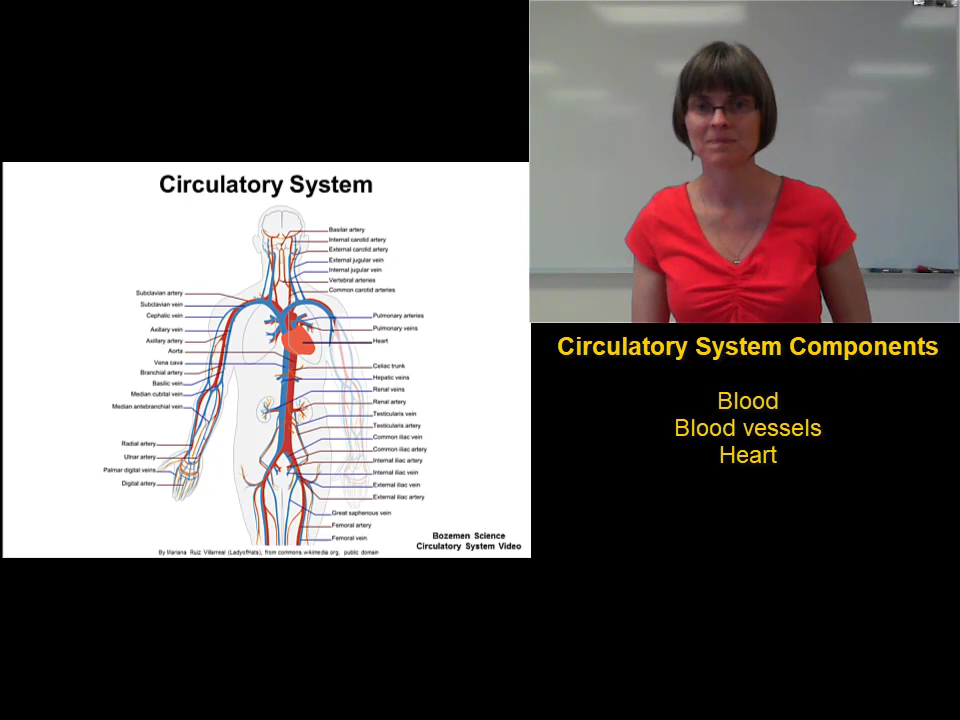 Circulatory System
Basilar artery
Internal carotid artery
External carotid artery
External jugular vein
Internal jugular vein
Vertebral arteries
Common carotid arteries
Subclavian artery
Subclavian vein
Cephalic vein
Axillary vein
Axillary artery
Aorta
Vena cava
Branchial artery
Basilic vein
Median cubital vein
Median antebranchial vein
Radial artery
Ulnar artery
Palmar digital veins
Digital artery
Pulmonary arteries
Pulmonary veins
Heart
Celiac trunk
Hepatic veins
Renal veins
Renal artery
Testicularis vein
Testicularis artery
Common iliac vein
Common iliac artery
Internal iliac artery
Internal iliac vein
External iliac vein
External iliac artery
Great saphenous vein
Femoral artery
Femoral vein
Bozemen Science
Circulatory System Video
By Mariana Ruiz Villarreal (LadyofHats), from commons.wikimedia.org, public domain
Circulatory System Components
Blood
Blood vessels
Heart